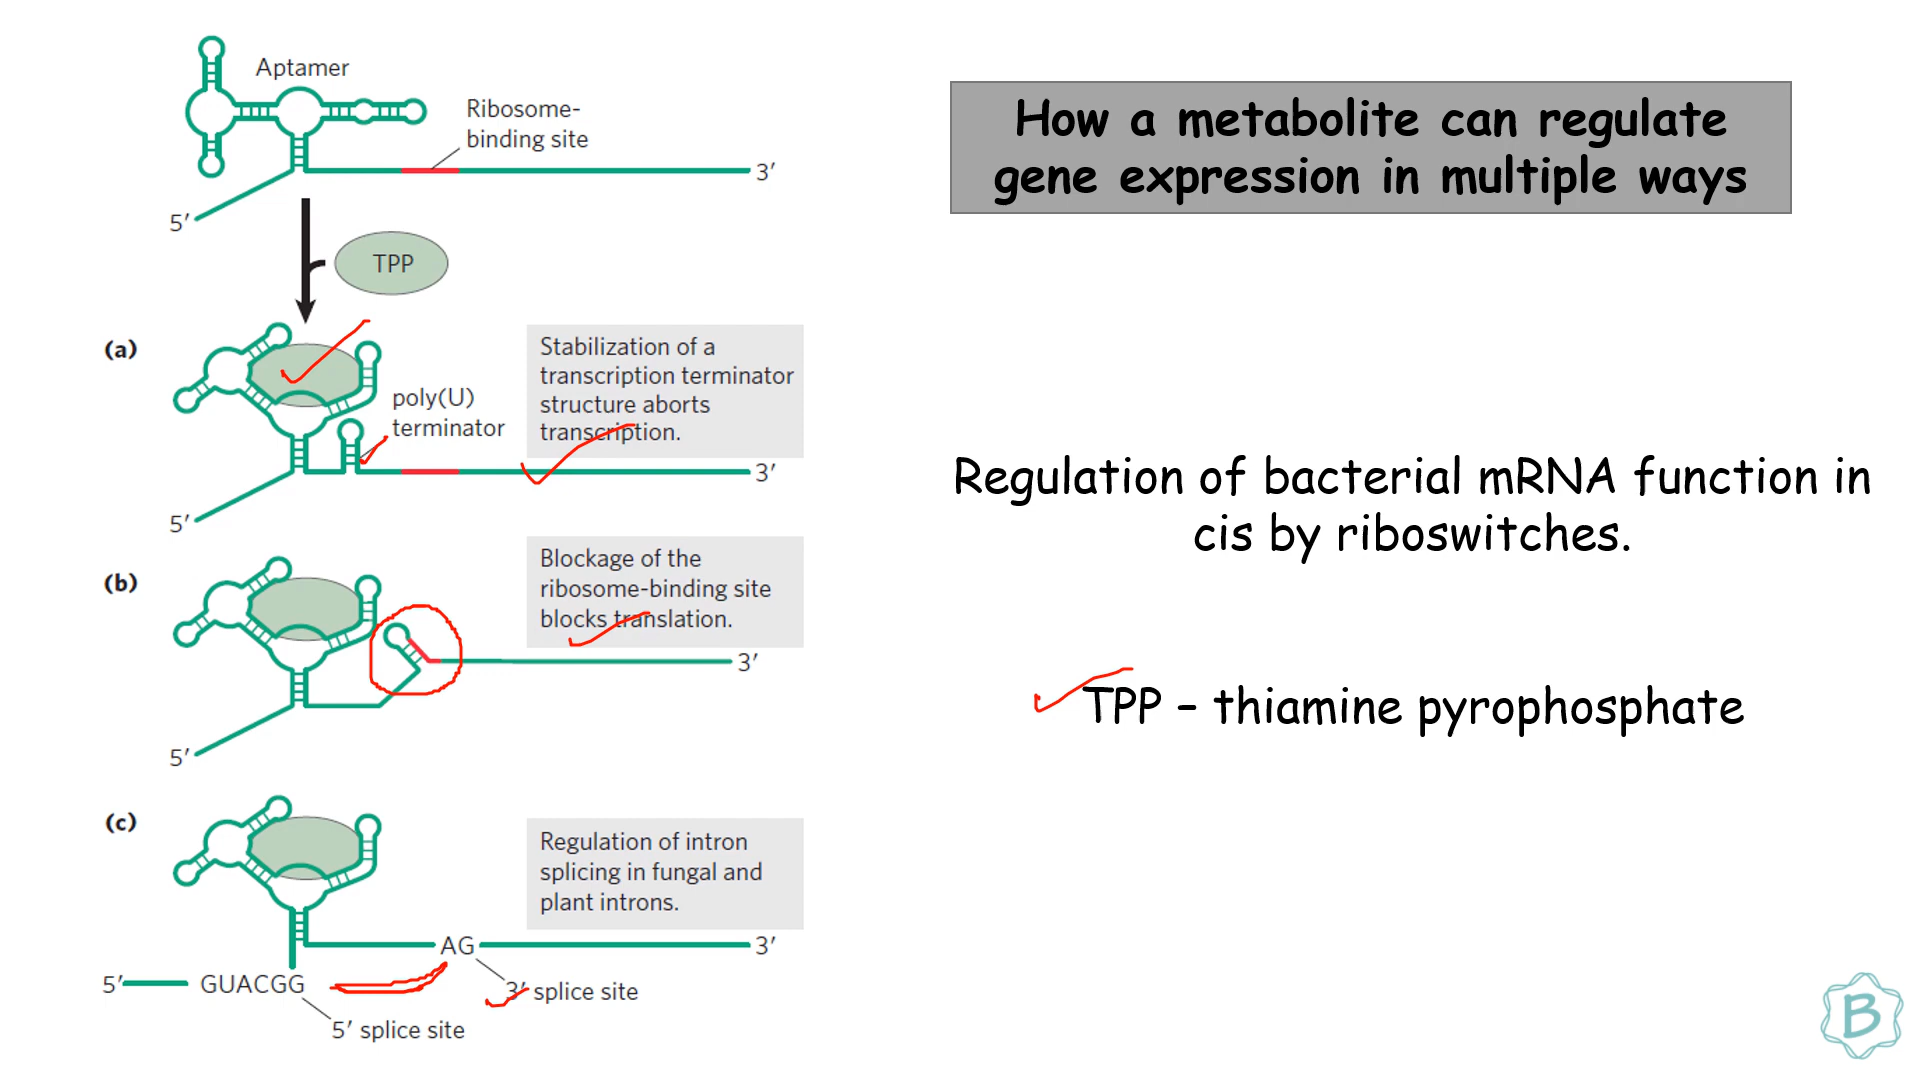 Aptamer
Ribosome-
binding site
3′
5′
TPP
(a)
Stabilization of a
transcription terminator
structure aborts
transcription.
poly(U)
terminator
3′
5′
(b)
Blockage of the
ribosome-binding site
blocks translation.
3′
5′
(c)
Regulation of intron
splicing in fungal and
plant introns.
AG
3′
5′
GUACGG
3′ splice site
5′ splice site
How a metabolite can regulate
gene expression in multiple ways
Regulation of bacterial mRNA function in
cis by riboswitches.
TPP – thiamine pyrophosphate
B